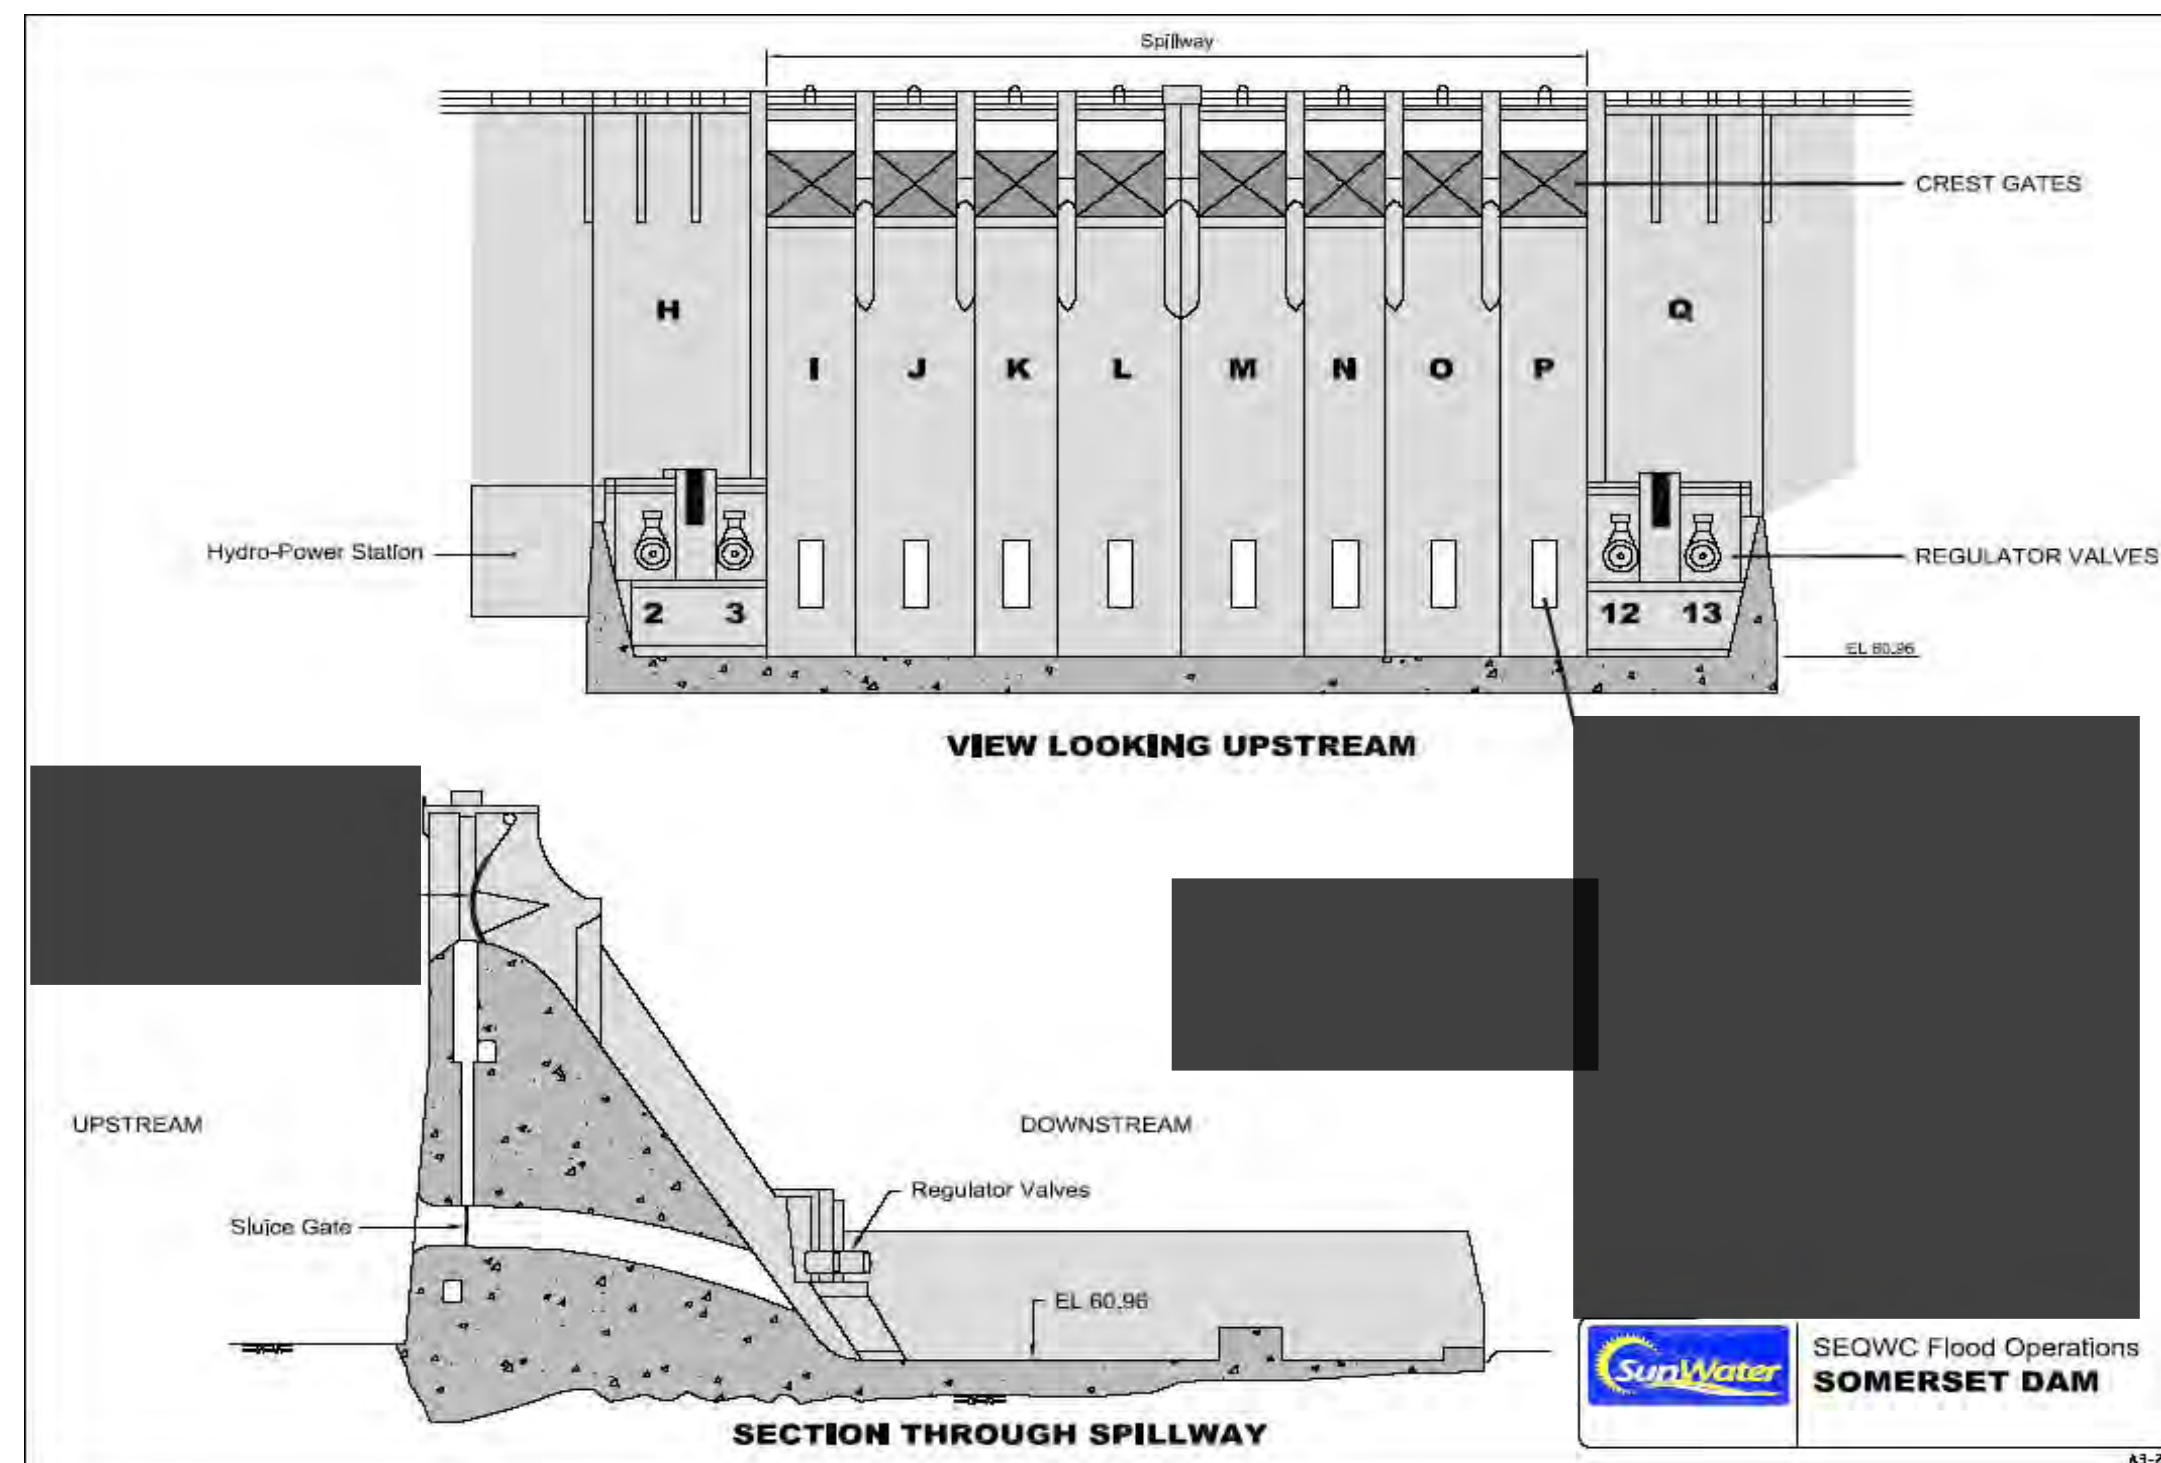 Spillway
CREST GATES
H
Q
I J K L M N O P
Hydro-Power Station
REGULATOR VALVES
2 3
12 13
EL 60.96
VIEW LOOKING UPSTREAM
UPSTREAM
DOWNSTREAM
Regulator Valves
Sluice Gate
EL 60.96
SunWater
SEQWC Flood Operations
SOMERSET DAM
SECTION THROUGH SPILLWAY